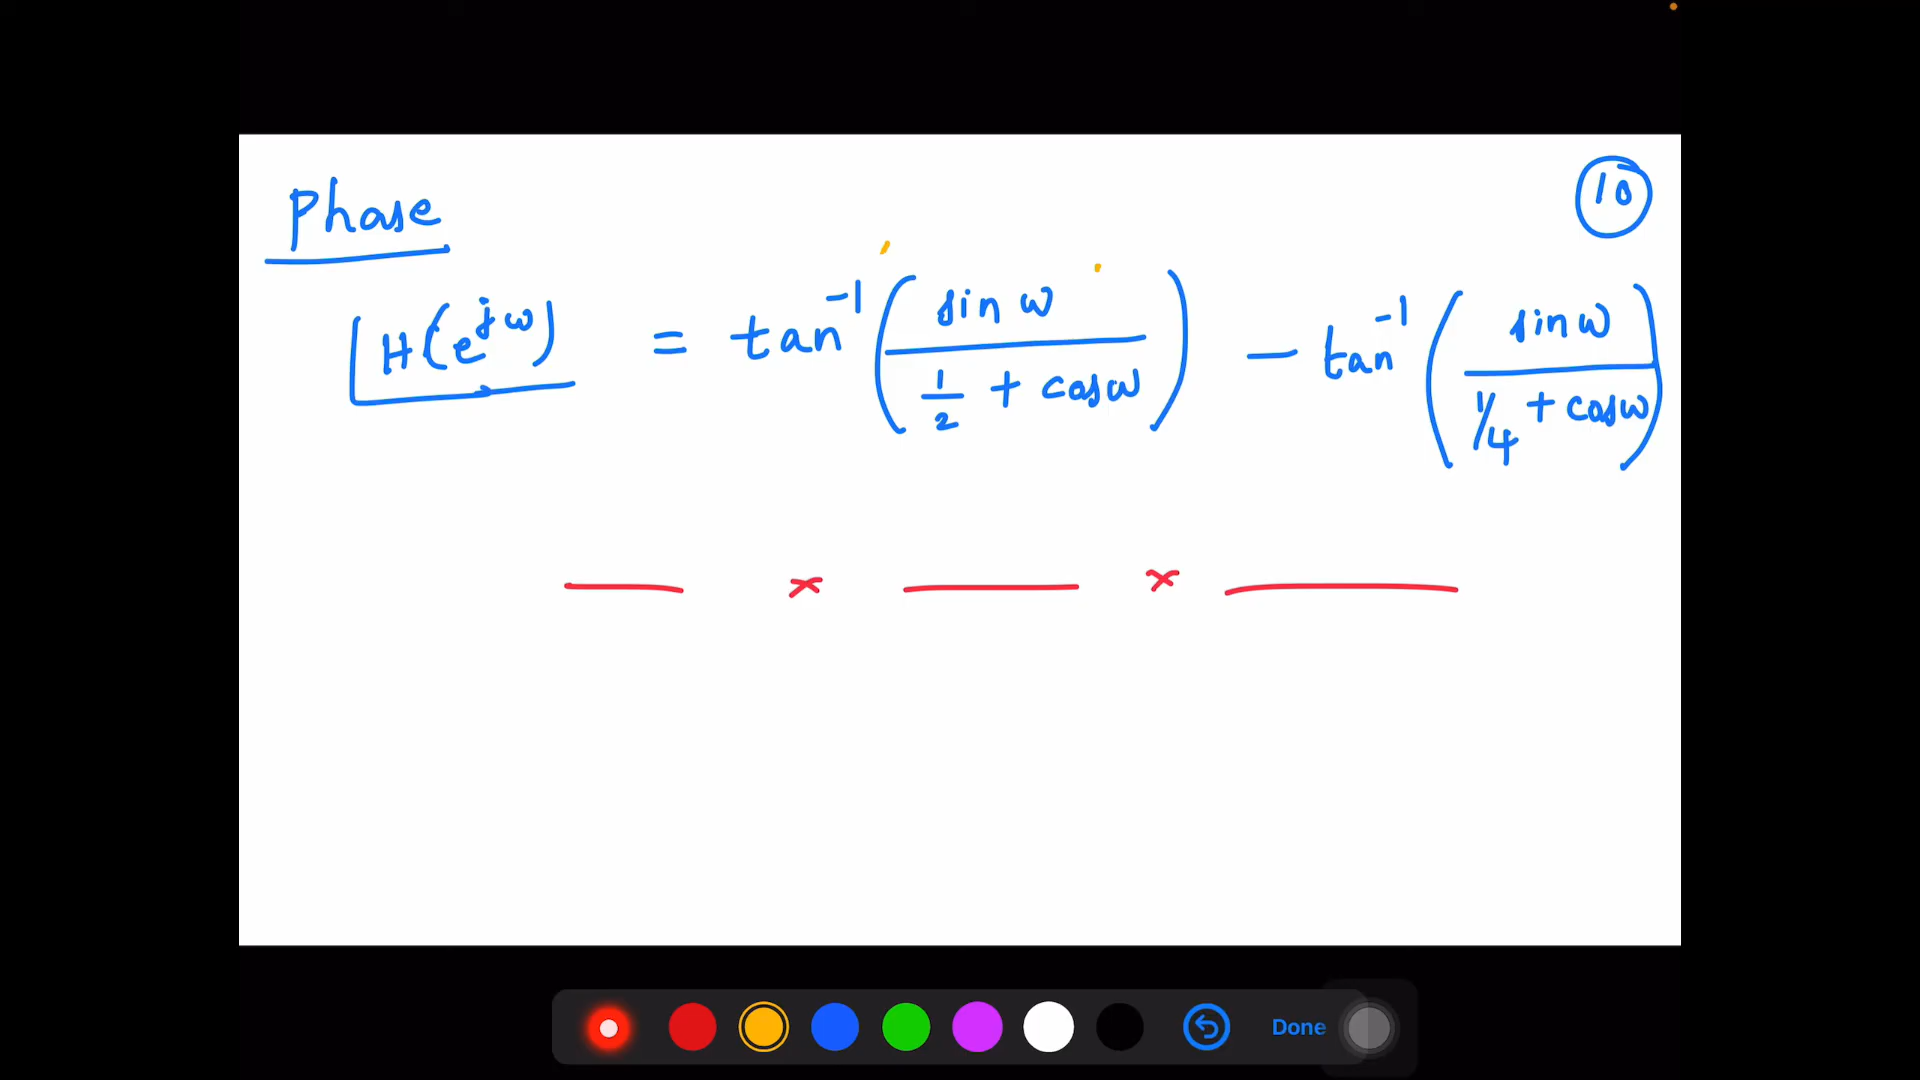 Phase
10
∠H(e^jω) = tan^-1 (sin ω / (1/2 + cos ω)) − tan^-1 (sin ω / (1/4 + cos ω))
— × — × —
Done